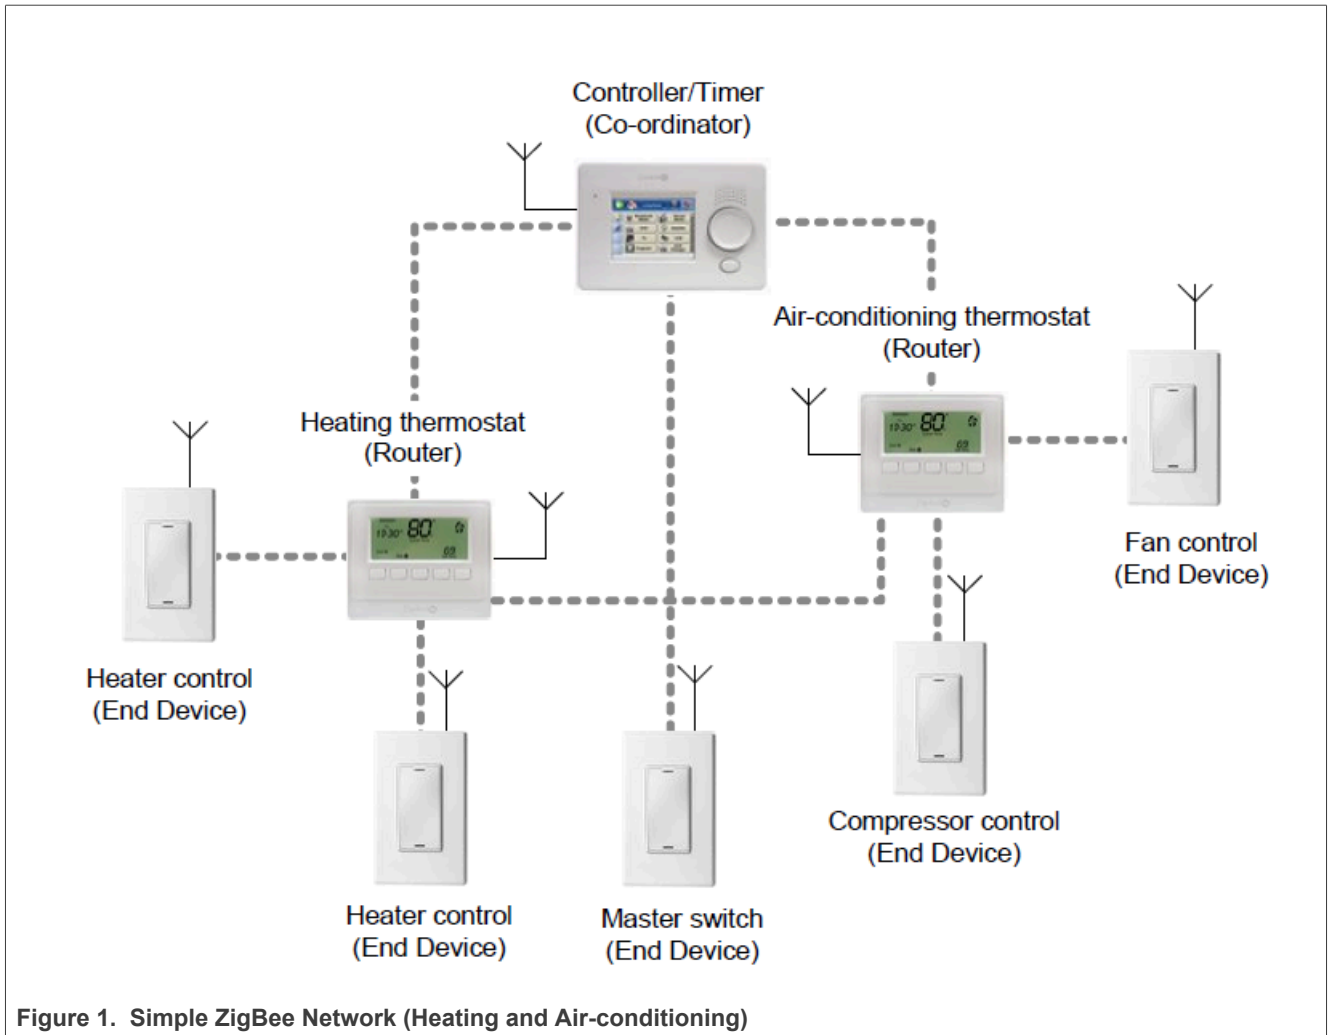 Controller/Timer
(Co-ordinator)
Air-conditioning thermostat
(Router)
Heating thermostat
(Router)
80
80
Fan control
(End Device)
Heater control
(End Device)
Compressor control
(End Device)
Heater control
(End Device)
Master switch
(End Device)
Figure 1. Simple ZigBee Network (Heating and Air-conditioning)